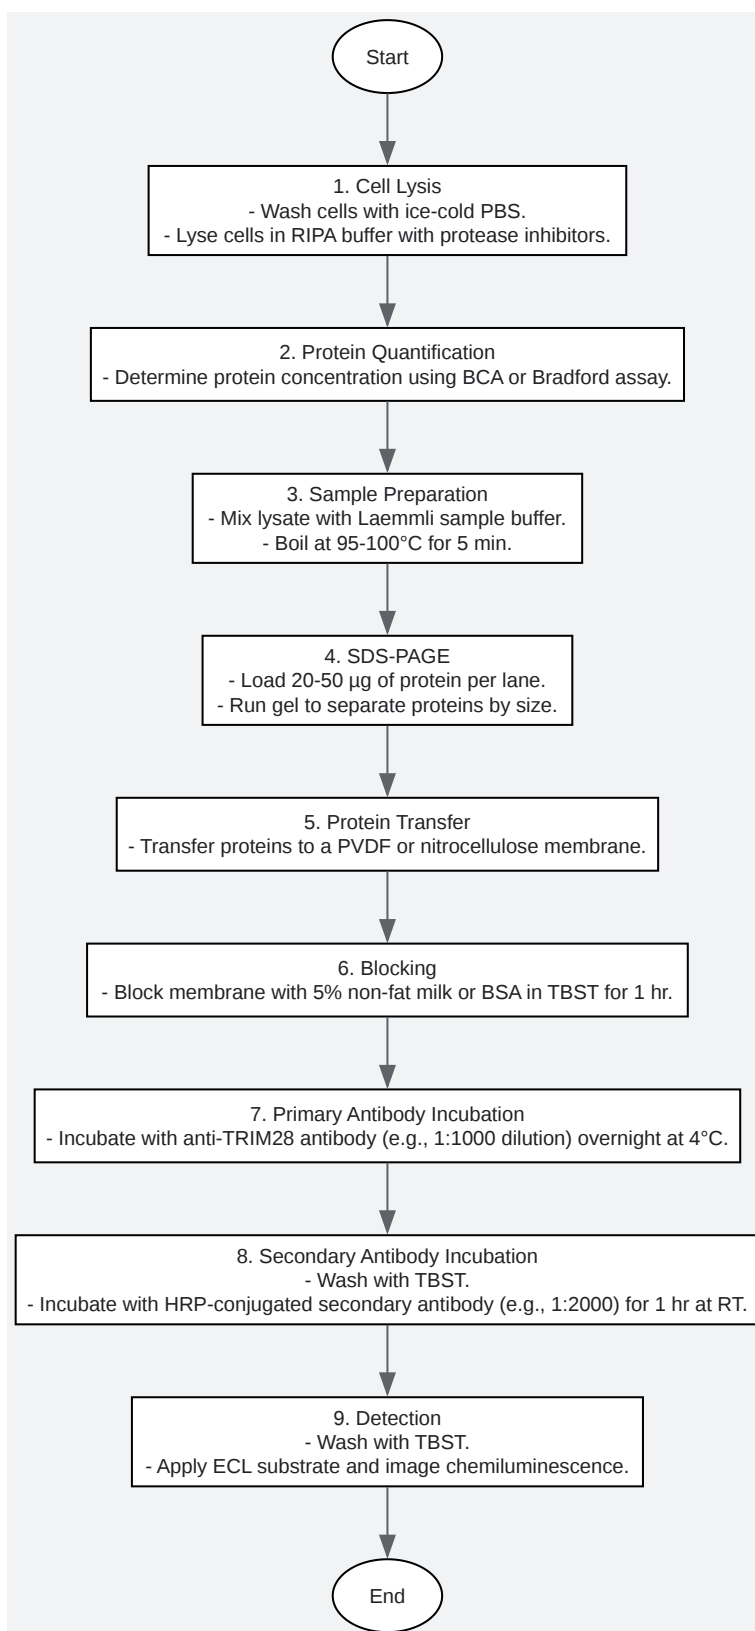 Start
1. Cell Lysis
- Wash cells with ice-cold PBS.
- Lyse cells in RIPA buffer with protease inhibitors.
2. Protein Quantification
- Determine protein concentration using BCA or Bradford assay.
3. Sample Preparation
- Mix lysate with Laemmli sample buffer.
- Boil at 95-100°C for 5 min.
4. SDS-PAGE
- Load 20-50 µg of protein per lane.
- Run gel to separate proteins by size.
5. Protein Transfer
- Transfer proteins to a PVDF or nitrocellulose membrane.
6. Blocking
- Block membrane with 5% non-fat milk or BSA in TBST for 1 hr.
7. Primary Antibody Incubation
- Incubate with anti-TRIM28 antibody (e.g., 1:1000 dilution) overnight at 4°C.
8. Secondary Antibody Incubation
- Wash with TBST.
- Incubate with HRP-conjugated secondary antibody (e.g., 1:2000) for 1 hr at RT.
9. Detection
- Wash with TBST.
- Apply ECL substrate and image chemiluminescence.
End